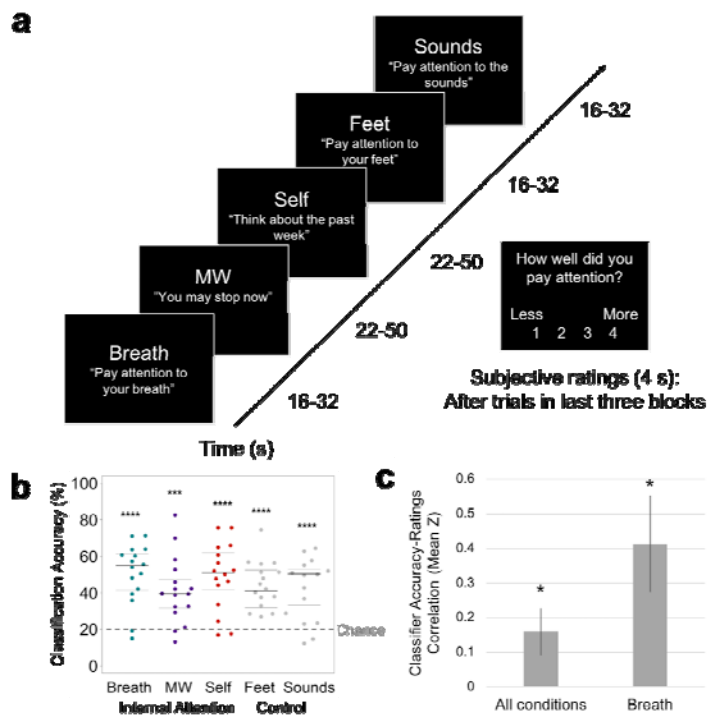 a
Sounds
"Pay attention to the
sounds"
Feet
"Pay attention to
your feet"
Self
"Think about the past
week"
MW
"You may stop now"
Breath
"Pay attention to
your breath"
16-32
16-32
22-50
22-50
16-32
Time (s)
How well did you
pay attention?
Less More
1 2 3 4
Subjective ratings (4 s):
After trials in last three blocks
b
Classification Accuracy (%)
100
80
60
40
20
0
**** *** **** **** ****
Chance
Breath MW Self Feet Sounds
Internal Attention Control
c
Classifier Accuracy-Ratings
Correlation (Mean Z)
0.6
0.5
0.4
0.3
0.2
0.1
0
* *
All conditions Breath